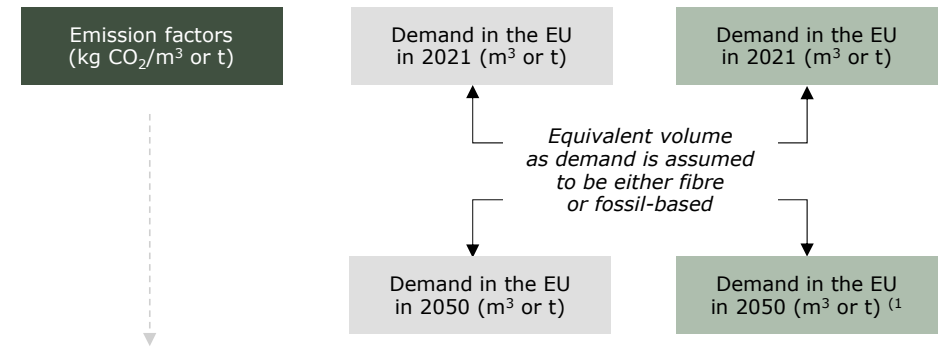 Emission factors
(kg CO₂/m³ or t)
Demand in the EU
in 2021 (m³ or t)
Demand in the EU
in 2021 (m³ or t)
Equivalent volume
as demand is assumed
to be either fibre
or fossil-based
Demand in the EU
in 2050 (m³ or t)
Demand in the EU
in 2050 (m³ or t) ⁽¹